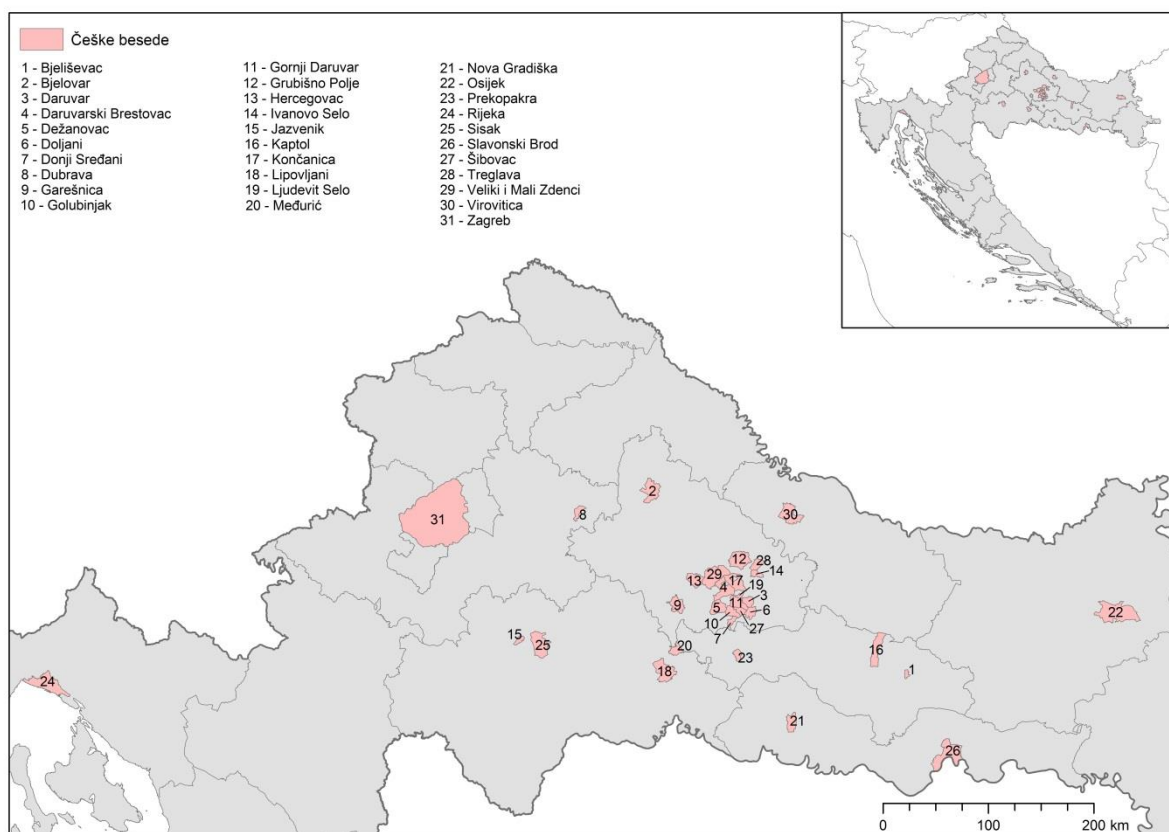 Češke besede
1 - Bjeliševac
2 - Bjelovar
3 - Daruvar
4 - Daruvarski Brestovac
5 - Dežanovac
6 - Doljani
7 - Donji Sređani
8 - Dubrava
9 - Garešnica
10 - Golubinjak
11 - Gornji Daruvar
12 - Grubišno Polje
13 - Hercegovac
14 - Ivanovo Selo
15 - Jazvenik
16 - Kaptol
17 - Končanica
18 - Lipovljani
19 - Ljudevit Selo
20 - Međurić
21 - Nova Gradiška
22 - Osijek
23 - Prekopakra
24 - Rijeka
25 - Sisak
26 - Slavonski Brod
27 - Šibovac
28 - Treglava
29 - Veliki i Mali Zdenci
30 - Virovitica
31 - Zagreb
2
31
8
30
12
28
29
14
13
17
19
4
3
9
5
11
6
10
27
7
22
15
25
20
23
16
18
1
24
21
26
0 100 200 km